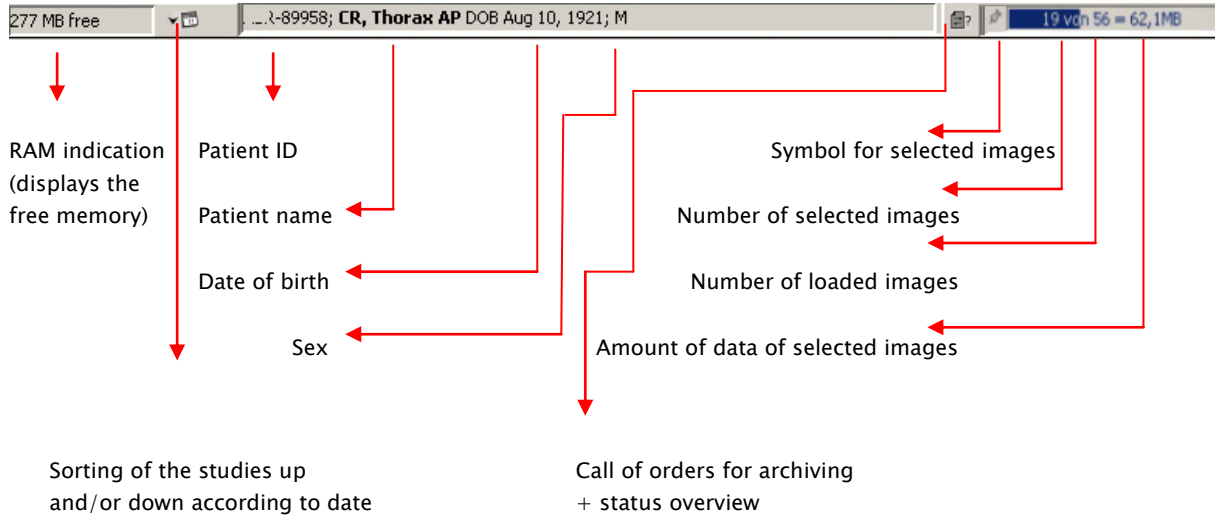 277 MB free
-89958; CR, Thorax AP DOB Aug 10, 1921; M
19 von 56 = 62,1MB
RAM indication
(displays the
free memory)
Patient ID
Patient name
Date of birth
Sex
Symbol for selected images
Number of selected images
Number of loaded images
Amount of data of selected images
Sorting of the studies up
and/or down according to date
Call of orders for archiving
+ status overview